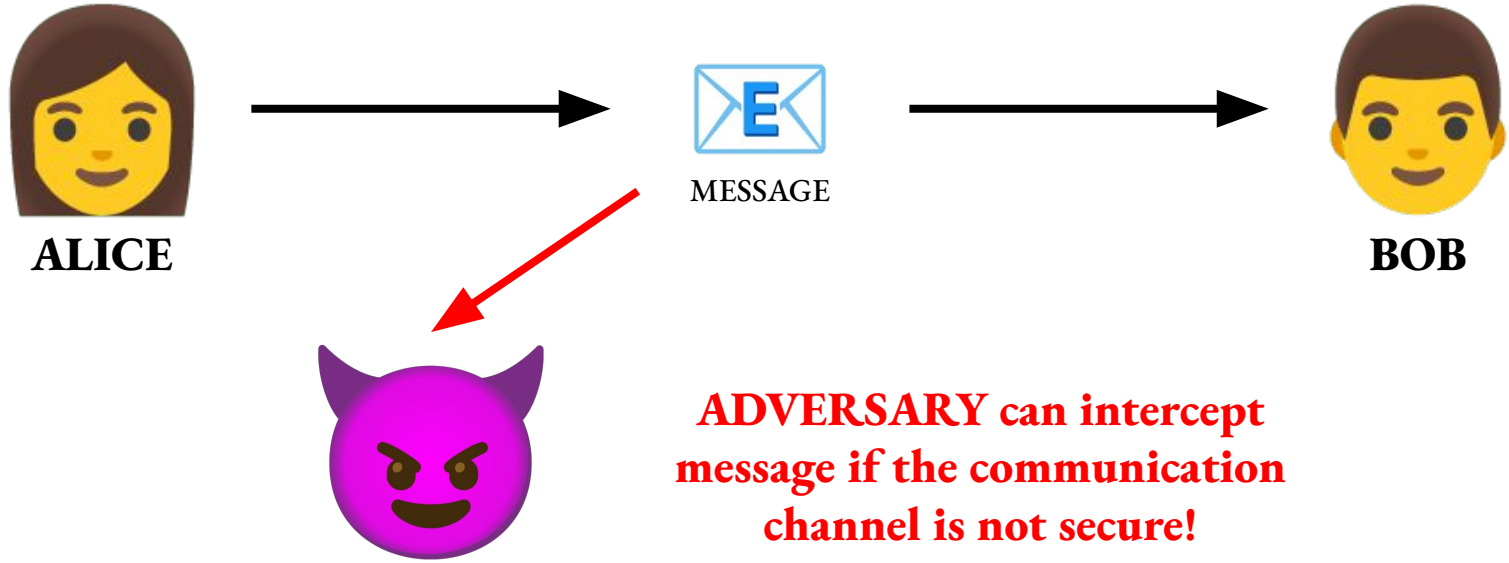 E
MESSAGE
ALICE
BOB
ADVERSARY can intercept
message if the communication
channel is not secure!